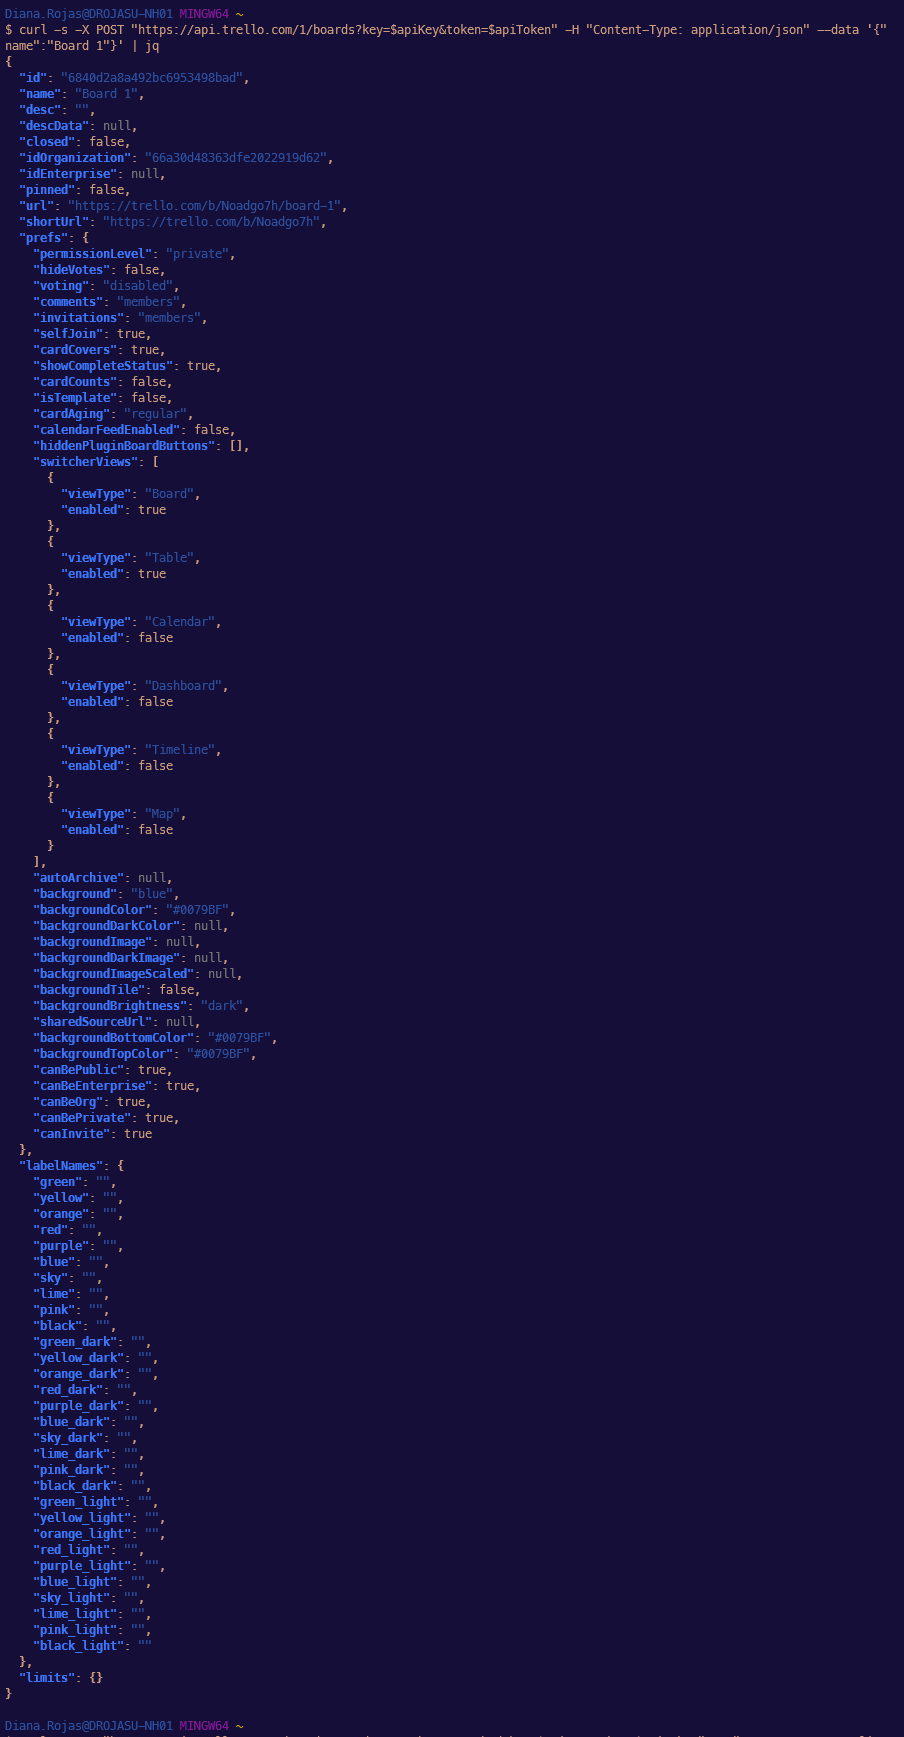 Diana.Rojas@DROJASU-NH01 MINGW64 ~
$ curl -s -X POST "https://api.trello.com/1/boards?key=$apiKey&token=$apiToken" -H "Content-Type: application/json" --data '{"
name":"Board 1"}' | jq
{
  "id": "6840d2a8a492bc6953498bad",
  "name": "Board 1",
  "desc": "",
  "descData": null,
  "closed": false,
  "idOrganization": "66a30d48363dfe2022919d62",
  "idEnterprise": null,
  "pinned": false,
  "url": "https://trello.com/b/Noadgo7h/board-1",
  "shortUrl": "https://trello.com/b/Noadgo7h",
  "prefs": {
    "permissionLevel": "private",
    "hideVotes": false,
    "voting": "disabled",
    "comments": "members",
    "invitations": "members",
    "selfJoin": true,
    "cardCovers": true,
    "showCompleteStatus": true,
    "cardCounts": false,
    "isTemplate": false,
    "cardAging": "regular",
    "calendarFeedEnabled": false,
    "hiddenPluginBoardButtons": [],
    "switcherViews": [
      {
        "viewType": "Board",
        "enabled": true
      },
      {
        "viewType": "Table",
        "enabled": true
      },
      {
        "viewType": "Calendar",
        "enabled": false
      },
      {
        "viewType": "Dashboard",
        "enabled": false
      },
      {
        "viewType": "Timeline",
        "enabled": false
      },
      {
        "viewType": "Map",
        "enabled": false
      }
    ],
    "autoArchive": null,
    "background": "blue",
    "backgroundColor": "#0079BF",
    "backgroundDarkColor": null,
    "backgroundImage": null,
    "backgroundDarkImage": null,
    "backgroundImageScaled": null,
    "backgroundTile": false,
    "backgroundBrightness": "dark",
    "sharedSourceUrl": null,
    "backgroundBottomColor": "#0079BF",
    "backgroundTopColor": "#0079BF",
    "canBePublic": true,
    "canBeEnterprise": true,
    "canBeOrg": true,
    "canBePrivate": true,
    "canInvite": true
  },
  "labelNames": {
    "green": "",
    "yellow": "",
    "orange": "",
    "red": "",
    "purple": "",
    "blue": "",
    "sky": "",
    "lime": "",
    "pink": "",
    "black": "",
    "green_dark": "",
    "yellow_dark": "",
    "orange_dark": "",
    "red_dark": "",
    "purple_dark": "",
    "blue_dark": "",
    "sky_dark": "",
    "lime_dark": "",
    "pink_dark": "",
    "black_dark": "",
    "green_light": "",
    "yellow_light": "",
    "orange_light": "",
    "red_light": "",
    "purple_light": "",
    "blue_light": "",
    "sky_light": "",
    "lime_light": "",
    "pink_light": "",
    "black_light": ""
  },
  "limits": {}
}
Diana.Rojas@DROJASU-NH01 MINGW64 ~